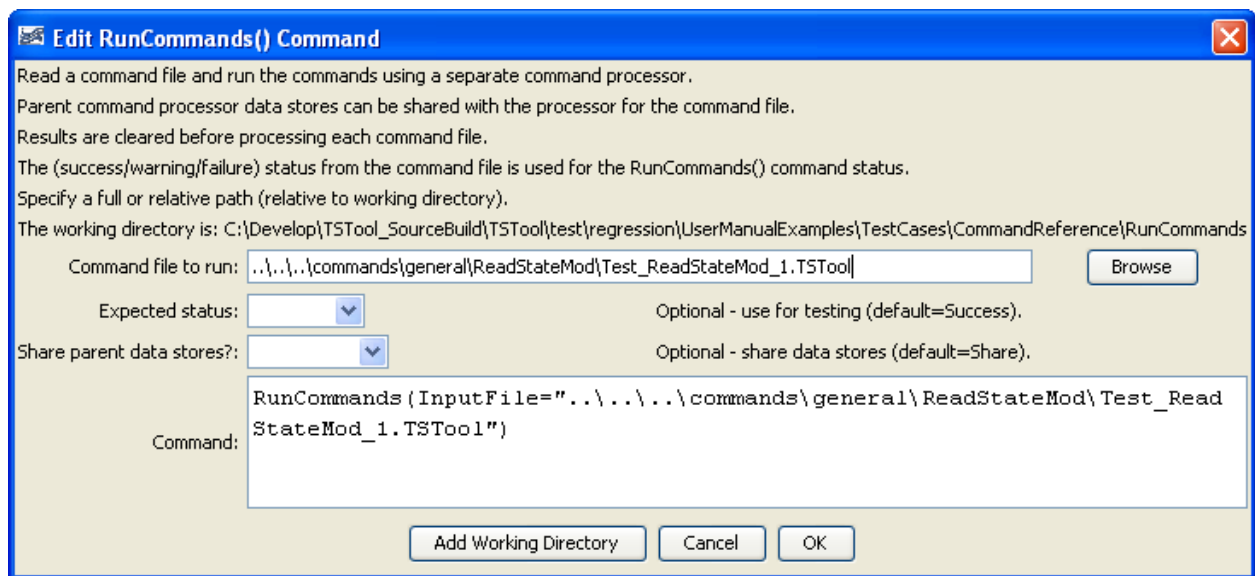 Edit RunCommands() Command
Read a command file and run the commands using a separate command processor.
Parent command processor data stores can be shared with the processor for the command file.
Results are cleared before processing each command file.
The (success/warning/failure) status from the command file is used for the RunCommands() command status.
Specify a full or relative path (relative to working directory).
The working directory is: C:\Develop\TSTool_SourceBuild\TSTool\test\regression\UserManualExamples\TestCases\CommandReference\RunCommands
Command file to run: ..\..\..\commands\general\ReadStateMod\Test_ReadStateMod_1.TSTool Browse
Expected status: Optional - use for testing (default=Success).
Share parent data stores?: Optional - share data stores (default=Share).
RunCommands(InputFile="..\..\..\commands\general\ReadStateMod\Test_Read
StateMod_1.TSTool")
Command:
Add Working Directory Cancel OK